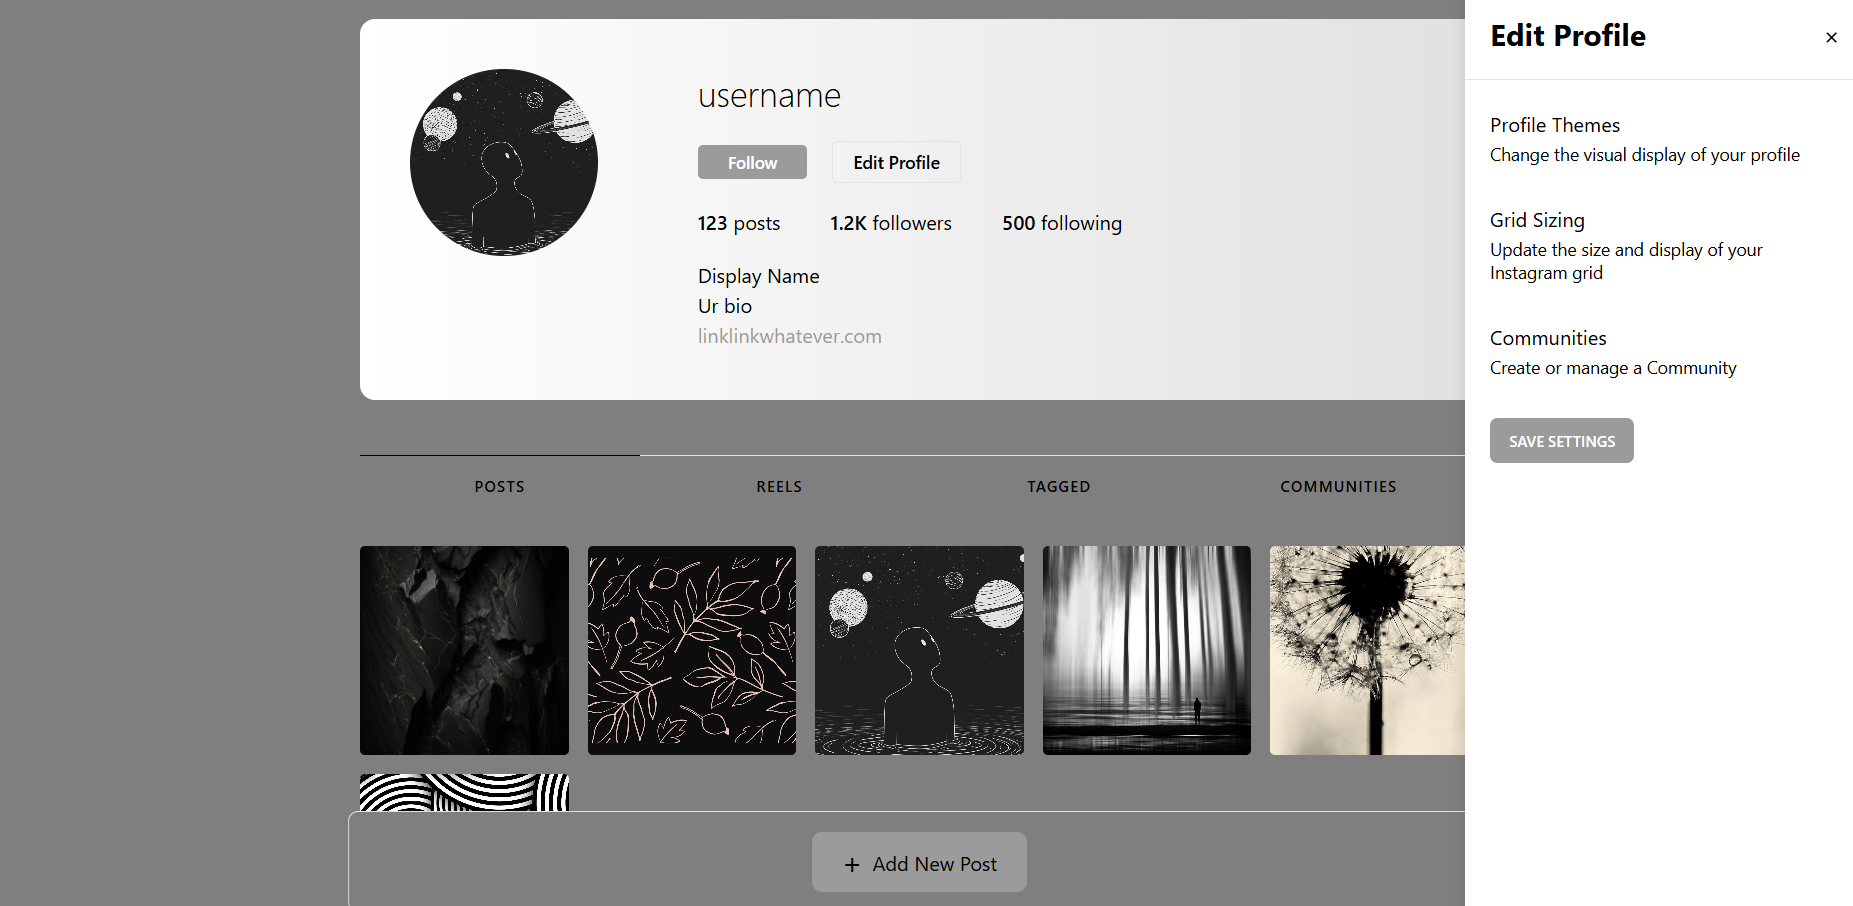 username
Follow
Edit Profile
123 posts
1.2K followers
500 following
Display Name
Ur bio
linklinkwhatever.com
POSTS
REELS
TAGGED
COMMUNITIES
+ Add New Post
Edit Profile
×
Profile Themes
Change the visual display of your profile
Grid Sizing
Update the size and display of your
Instagram grid
Communities
Create or manage a Community
SAVE SETTINGS